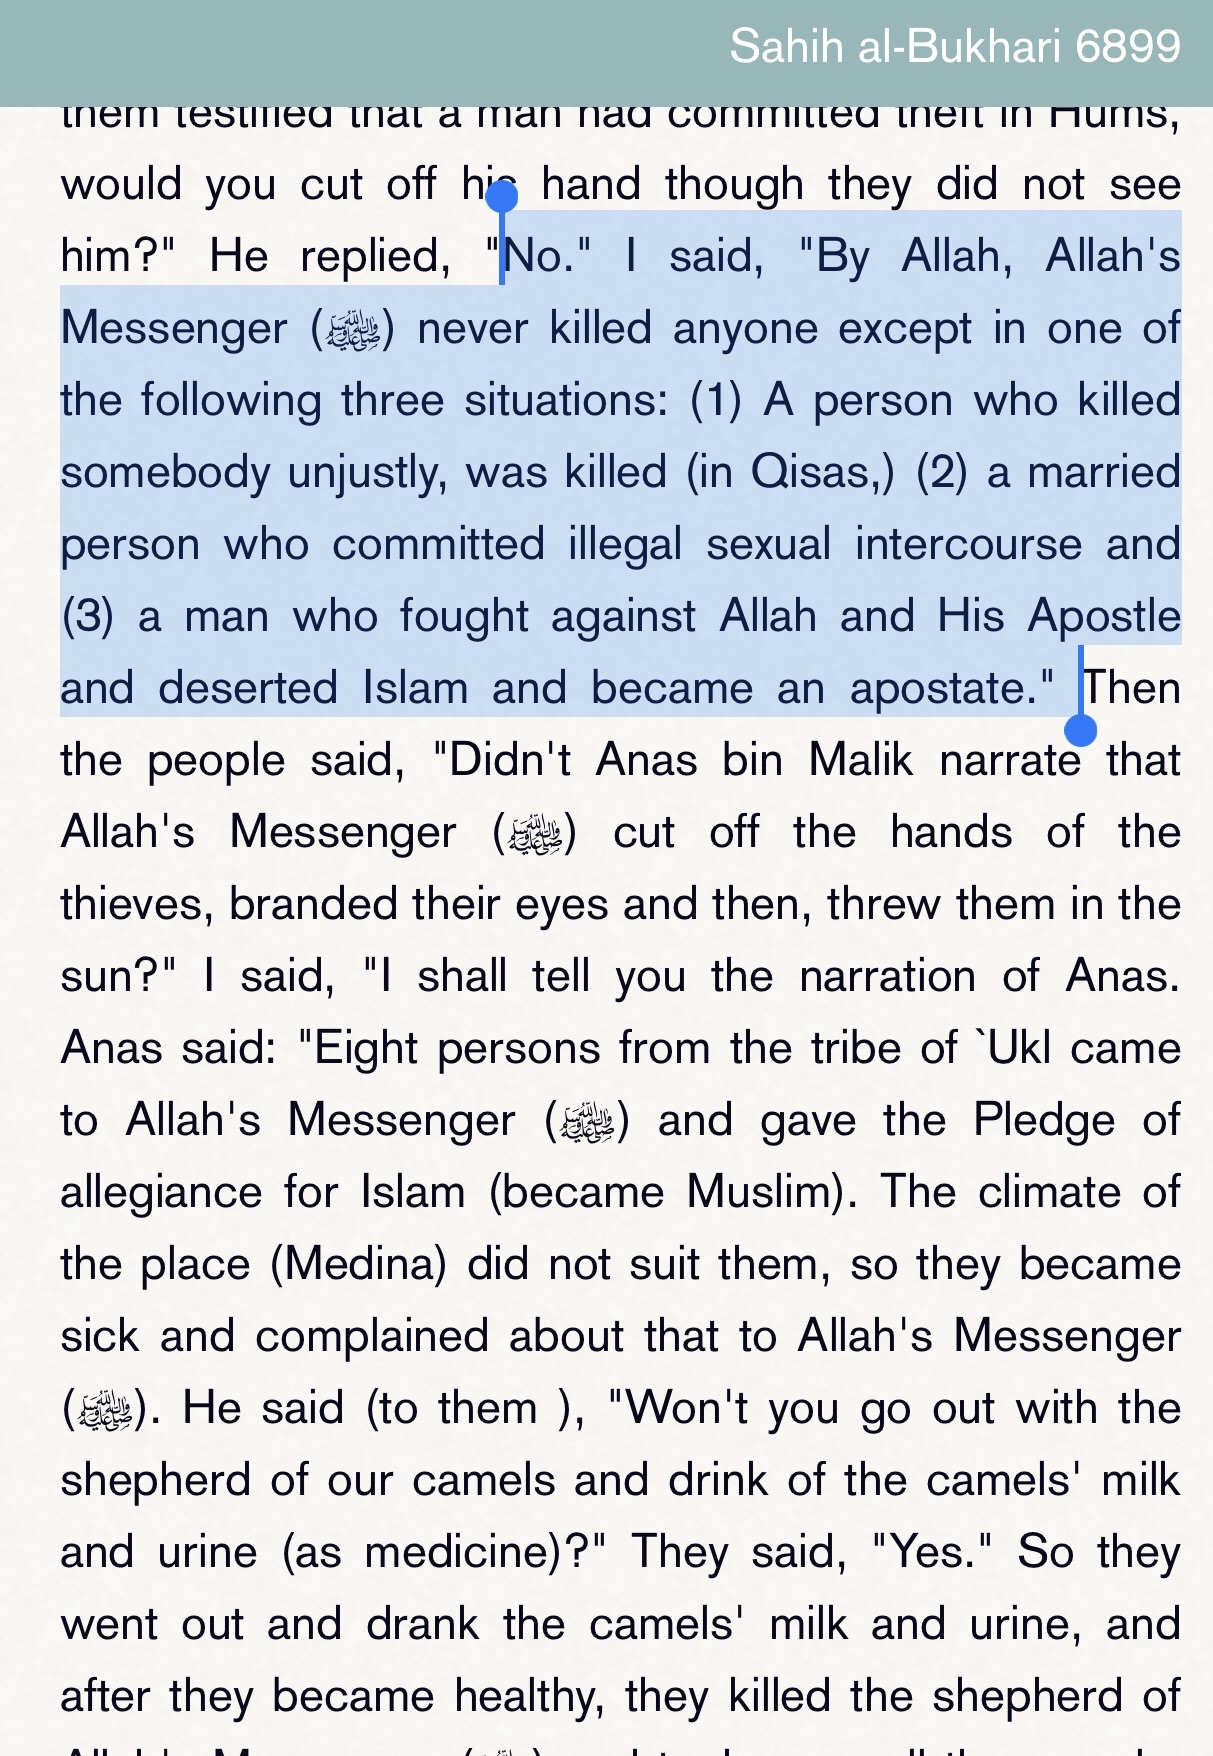 Sahih al-Bukhari 6899
them testified that a man had committed theft in Hums,
would you cut off his hand though they did not see
him?" He replied, "No." I said, "By Allah, Allah's
Messenger (ﷺ) never killed anyone except in one of
the following three situations: (1) A person who killed
somebody unjustly, was killed (in Qisas,) (2) a married
person who committed illegal sexual intercourse and
(3) a man who fought against Allah and His Apostle
and deserted Islam and became an apostate." Then
the people said, "Didn't Anas bin Malik narrate that
Allah's Messenger (ﷺ) cut off the hands of the
thieves, branded their eyes and then, threw them in the
sun?" I said, "I shall tell you the narration of Anas.
Anas said: "Eight persons from the tribe of `Ukl came
to Allah's Messenger (ﷺ) and gave the Pledge of
allegiance for Islam (became Muslim). The climate of
the place (Medina) did not suit them, so they became
sick and complained about that to Allah's Messenger
(ﷺ). He said (to them ), "Won't you go out with the
shepherd of our camels and drink of the camels' milk
and urine (as medicine)?" They said, "Yes." So they
went out and drank the camels' milk and urine, and
after they became healthy, they killed the shepherd of